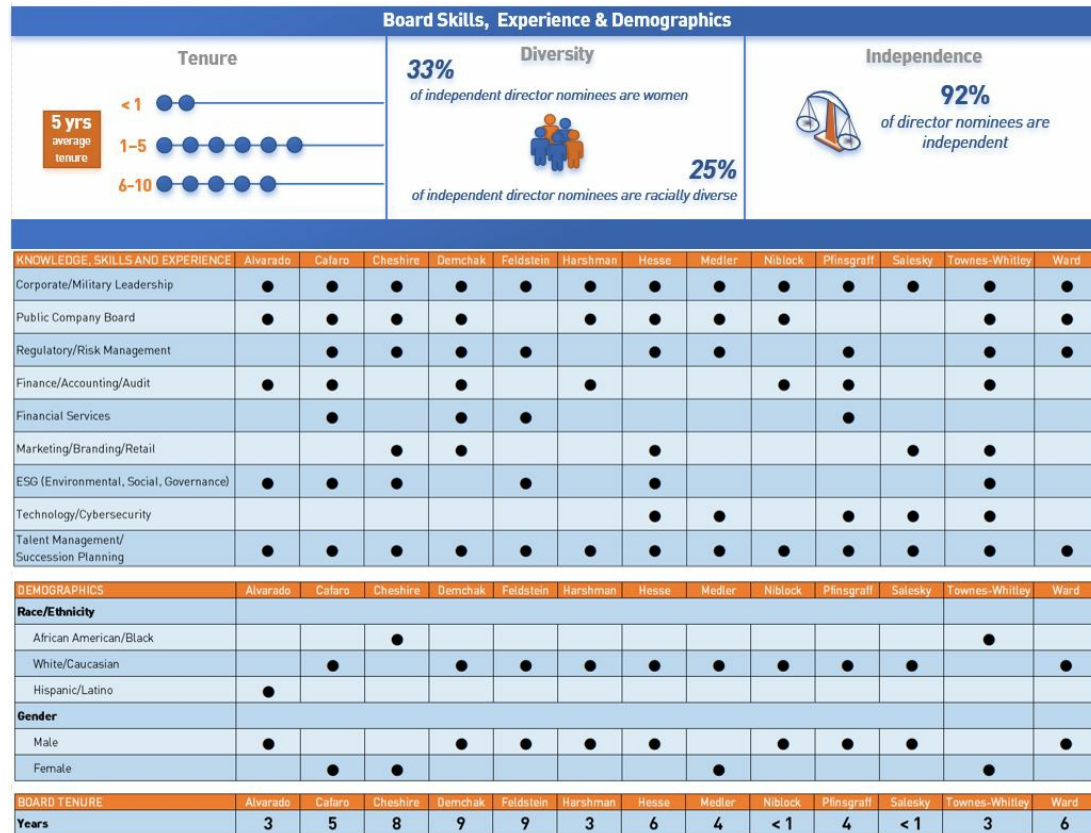 Board Skills, Experience & Demographics
Tenure
5 yrs
average
tenure
< 1
1–5
6-10
Diversity
33%
of independent director nominees are women
25%
of independent director nominees are racially diverse
Independence
92%
of director nominees are
independent
KNOWLEDGE, SKILLS AND EXPERIENCE Alvarado Cafaro Cheshire Demchak Feldstein Harshman Hesse Medler Niblock Pfinsgraff Salesky Townes-Whitley Ward
Corporate/Military Leadership ● ● ● ● ● ● ● ● ● ● ● ● ●
Public Company Board ● ● ● ● ● ● ● ● ● ●
Regulatory/Risk Management ● ● ● ● ● ● ● ● ●
Finance/Accounting/Audit ● ● ● ● ● ● ●
Financial Services ● ● ● ●
Marketing/Branding/Retail ● ● ● ● ●
ESG (Environmental, Social, Governance) ● ● ● ● ● ●
Technology/Cybersecurity ● ● ● ● ●
Talent Management/
Succession Planning ● ● ● ● ● ● ● ● ● ● ● ● ●
DEMOGRAPHICS Alvarado Cafaro Cheshire Demchak Feldstein Harshman Hesse Medler Niblock Pfinsgraff Salesky Townes-Whitley Ward
Race/Ethnicity
African American/Black ● ●
White/Caucasian ● ● ● ● ● ● ● ● ● ●
Hispanic/Latino ●
Gender
Male ● ● ● ● ● ● ● ● ●
Female ● ● ● ●
BOARD TENURE Alvarado Cafaro Cheshire Demchak Feldstein Harshman Hesse Medler Niblock Pfinsgraff Salesky Townes-Whitley Ward
Years 3 5 8 9 9 3 6 4 < 1 4 < 1 3 6